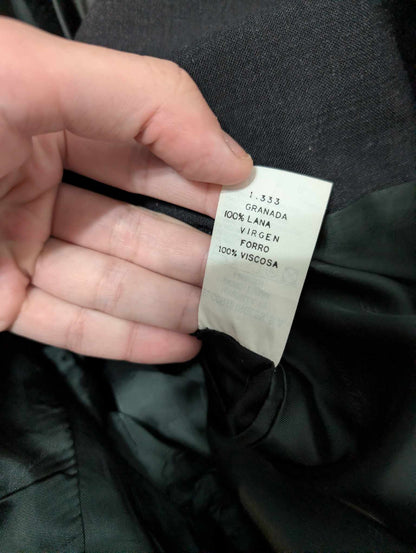 1.333
GRANADA
100% LANA
VIRGEN
FORRO
100% VISCOSA